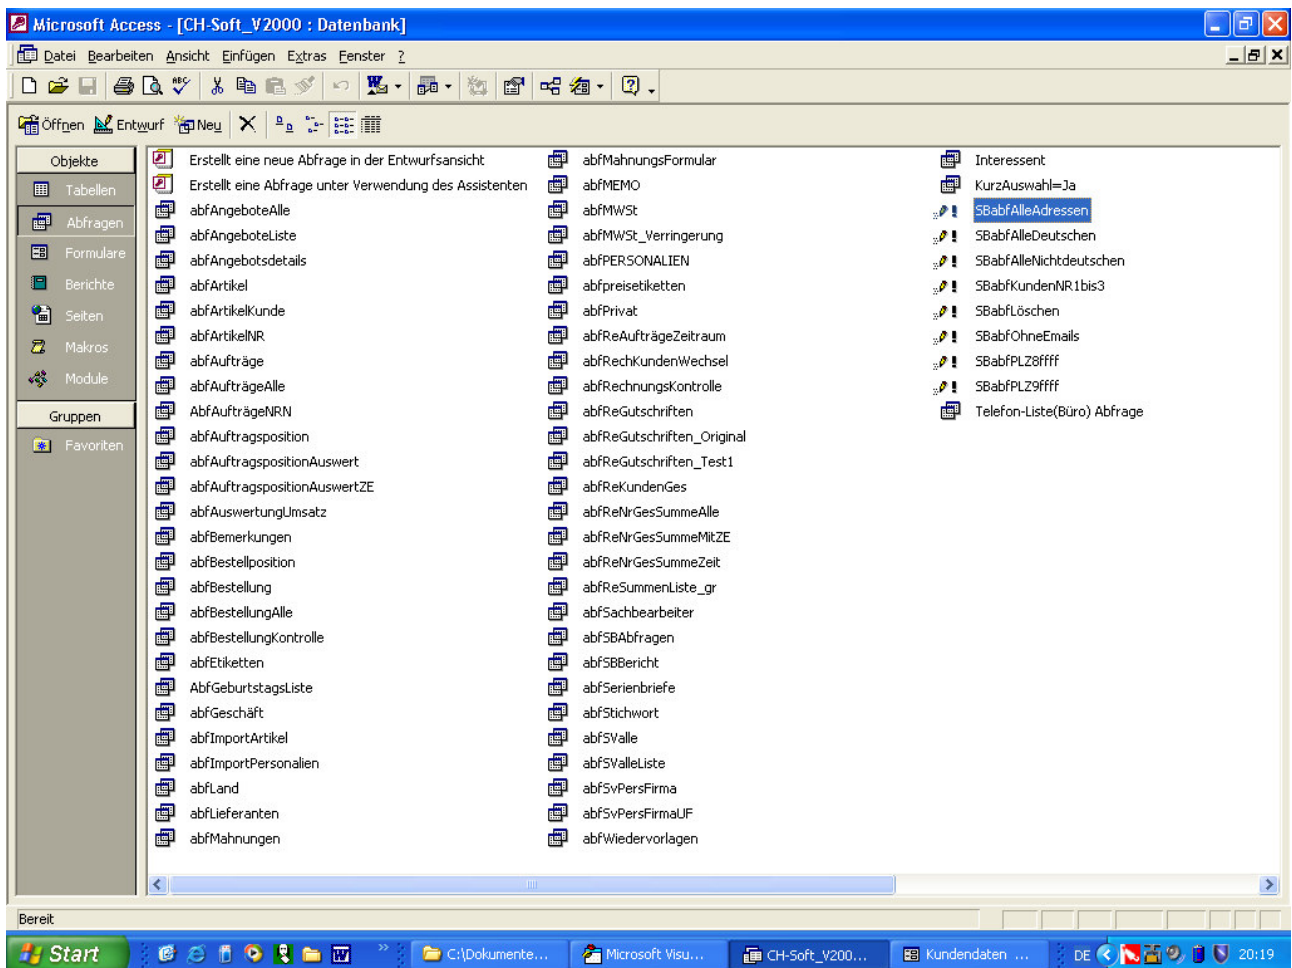 Microsoft Access - [CH-Soft_V2000 : Datenbank]
Datei Bearbeiten Ansicht Einfügen Extras Fenster ?
Öffnen Entwurf Neu
Objekte
Tabellen
Abfragen
Formulare
Berichte
Seiten
Makros
Module
Gruppen
Favoriten
Erstellt eine neue Abfrage in der Entwurfsansicht
Erstellt eine Abfrage unter Verwendung des Assistenten
abfAngeboteAlle
abfAngeboteListe
abfAngebotsdetails
abfArtikel
abfArtikelKunde
abfArtikelNR
abfAufträge
abfAufträgeAlle
AbfAufträgeNRN
abfAuftragsposition
abfAuftragspositionAuswert
abfAuftragspositionAuswertZE
abfAuswertungUmsatz
abfBemerkungen
abfBestellposition
abfBestellung
abfBestellungAlle
abfBestellungKontrolle
abfEtiketten
AbfGeburtstagsListe
abfGeschäft
abfImportArtikel
abfImportPersonalien
abfLand
abfLieferanten
abfMahnungen
abfMahnungsFormular
abfMEMO
abfMWSt
abfMWSt_Verringerung
abfPERSONALIEN
abfpreisetiketten
abfPrivat
abfReAufträgeZeitraum
abfRechKundenWechsel
abfRechnungsKontrolle
abfReGutschriften
abfReGutschriften_Original
abfReGutschriften_Test1
abfReKundenGes
abfReNrGesSummeAlle
abfReNrGesSummeMitZE
abfReNrGesSummeZeit
abfReSummenListe_gr
abfSachbearbeiter
abfSBAbfragen
abfSBBericht
abfSerienbriefe
abfStichwort
abfSValle
abfSValleListe
abfSvPersFirma
abfSvPersFirmaUF
abfWiedervorlagen
Interessent
KurzAuswahl=Ja
SBabfAlleAdressen
SBabfAlleDeutschen
SBabfAlleNichtdeutschen
SBabfKundenNR1bis3
SBabfLöschen
SBabfOhneEmails
SBabfPLZ8ffff
SBabfPLZ9ffff
Telefon-Liste(Büro) Abfrage
Bereit
Start
C:\Dokumente...
Microsoft Visu...
CH-Soft_V200...
Kundendaten ...
DE
20:19